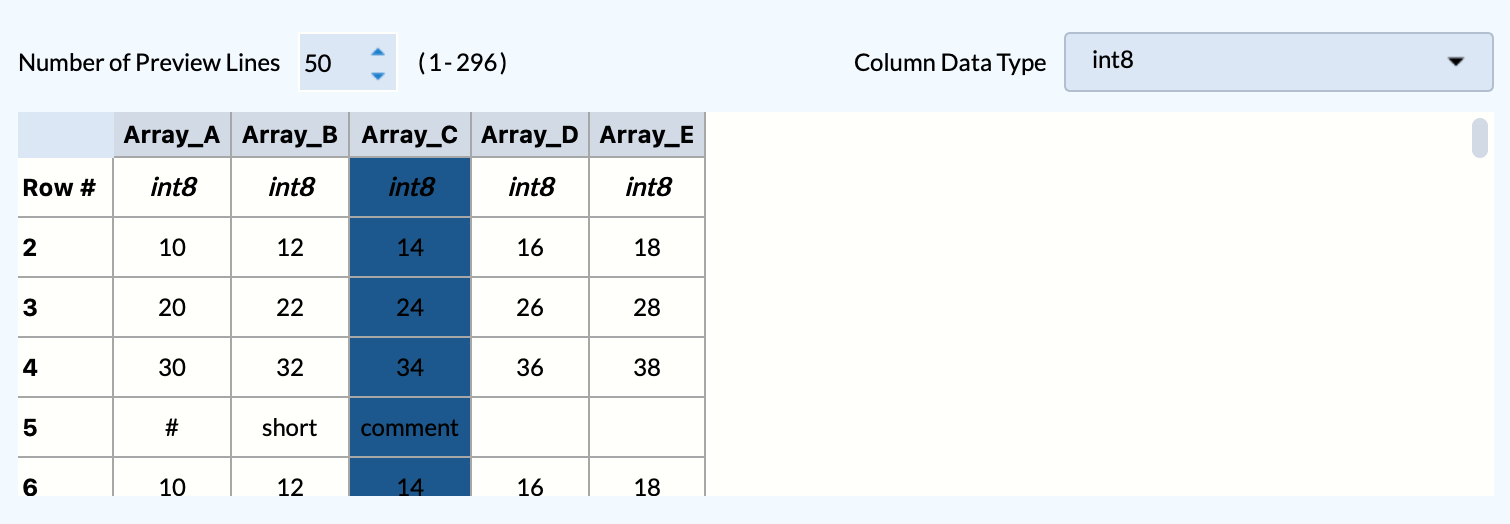 Number of Preview Lines 50 (1-296) Column Data Type int8
Array_A Array_B Array_C Array_D Array_E
Row # int8 int8 int8 int8 int8
2 10 12 14 16 18
3 20 22 24 26 28
4 30 32 34 36 38
5 # short comment
6 10 12 14 16 18